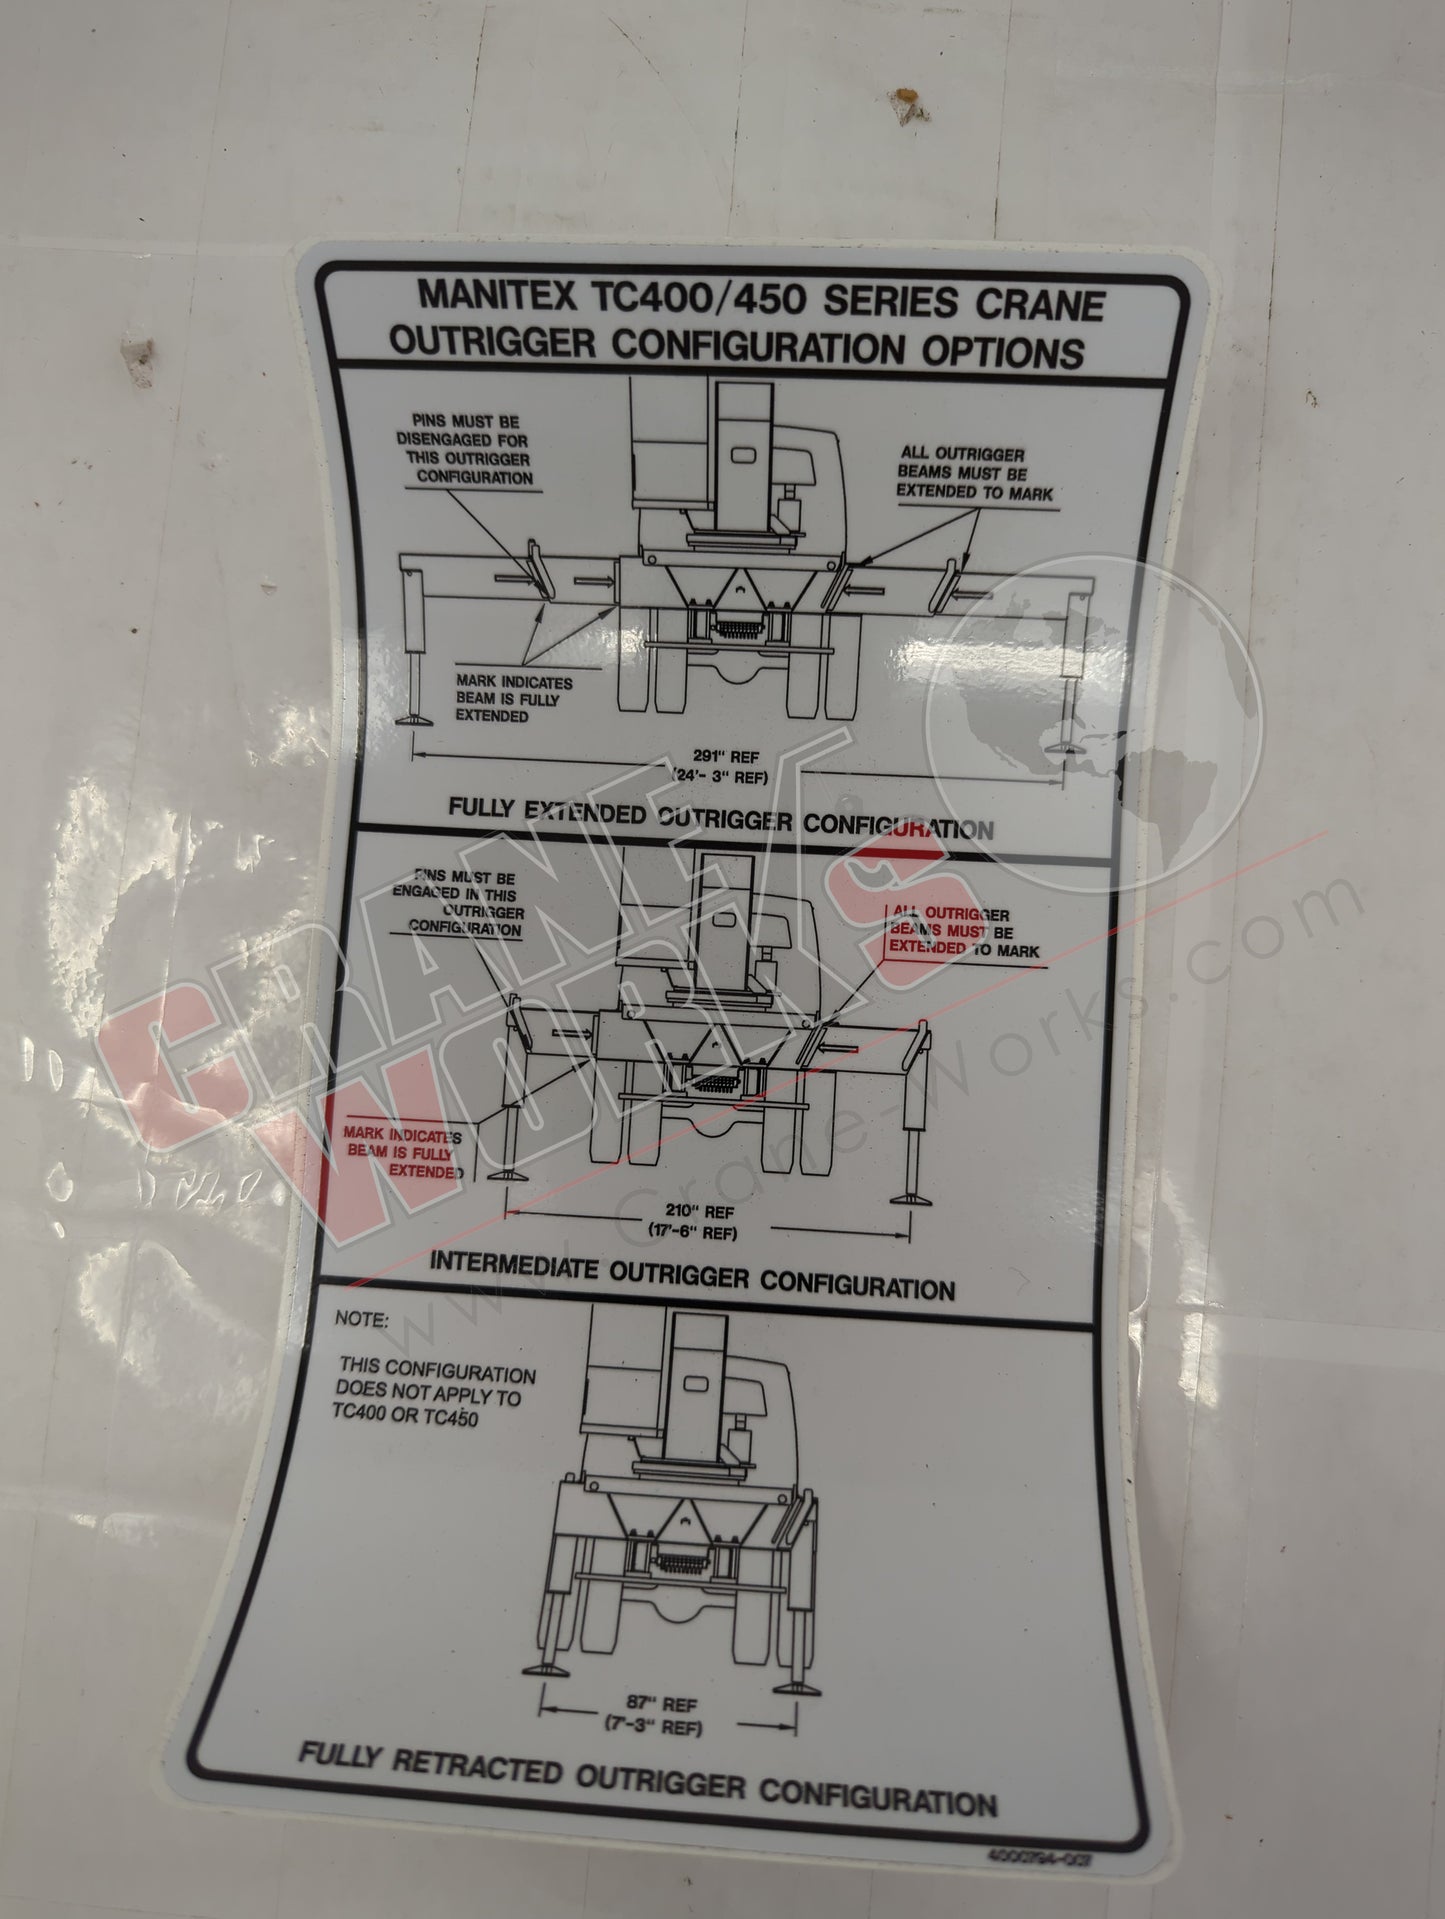 MANITEX TC400/450 SERIES CRANE
OUTRIGGER CONFIGURATION OPTIONS
PINS MUST BE
DISENGAGED FOR
THIS OUTRIGGER
CONFIGURATION
ALL OUTRIGGER
BEAMS MUST BE
EXTENDED TO MARK
MARK INDICATES
BEAM IS FULLY
EXTENDED
291" REF
(24'- 3" REF)
FULLY EXTENDED OUTRIGGER CONFIGURATION
PINS MUST BE
ENGAGED IN THIS
OUTRIGGER
CONFIGURATION
ALL OUTRIGGER
BEAMS MUST BE
EXTENDED TO MARK
MARK INDICATES
BEAM IS FULLY
EXTENDED
210" REF
(17'-6" REF)
INTERMEDIATE OUTRIGGER CONFIGURATION
NOTE:
THIS CONFIGURATION
DOES NOT APPLY TO
TC400 OR TC450
87" REF
(7'-3" REF)
FULLY RETRACTED OUTRIGGER CONFIGURATION
CRANE
WORKS
www.Crane-Works.com